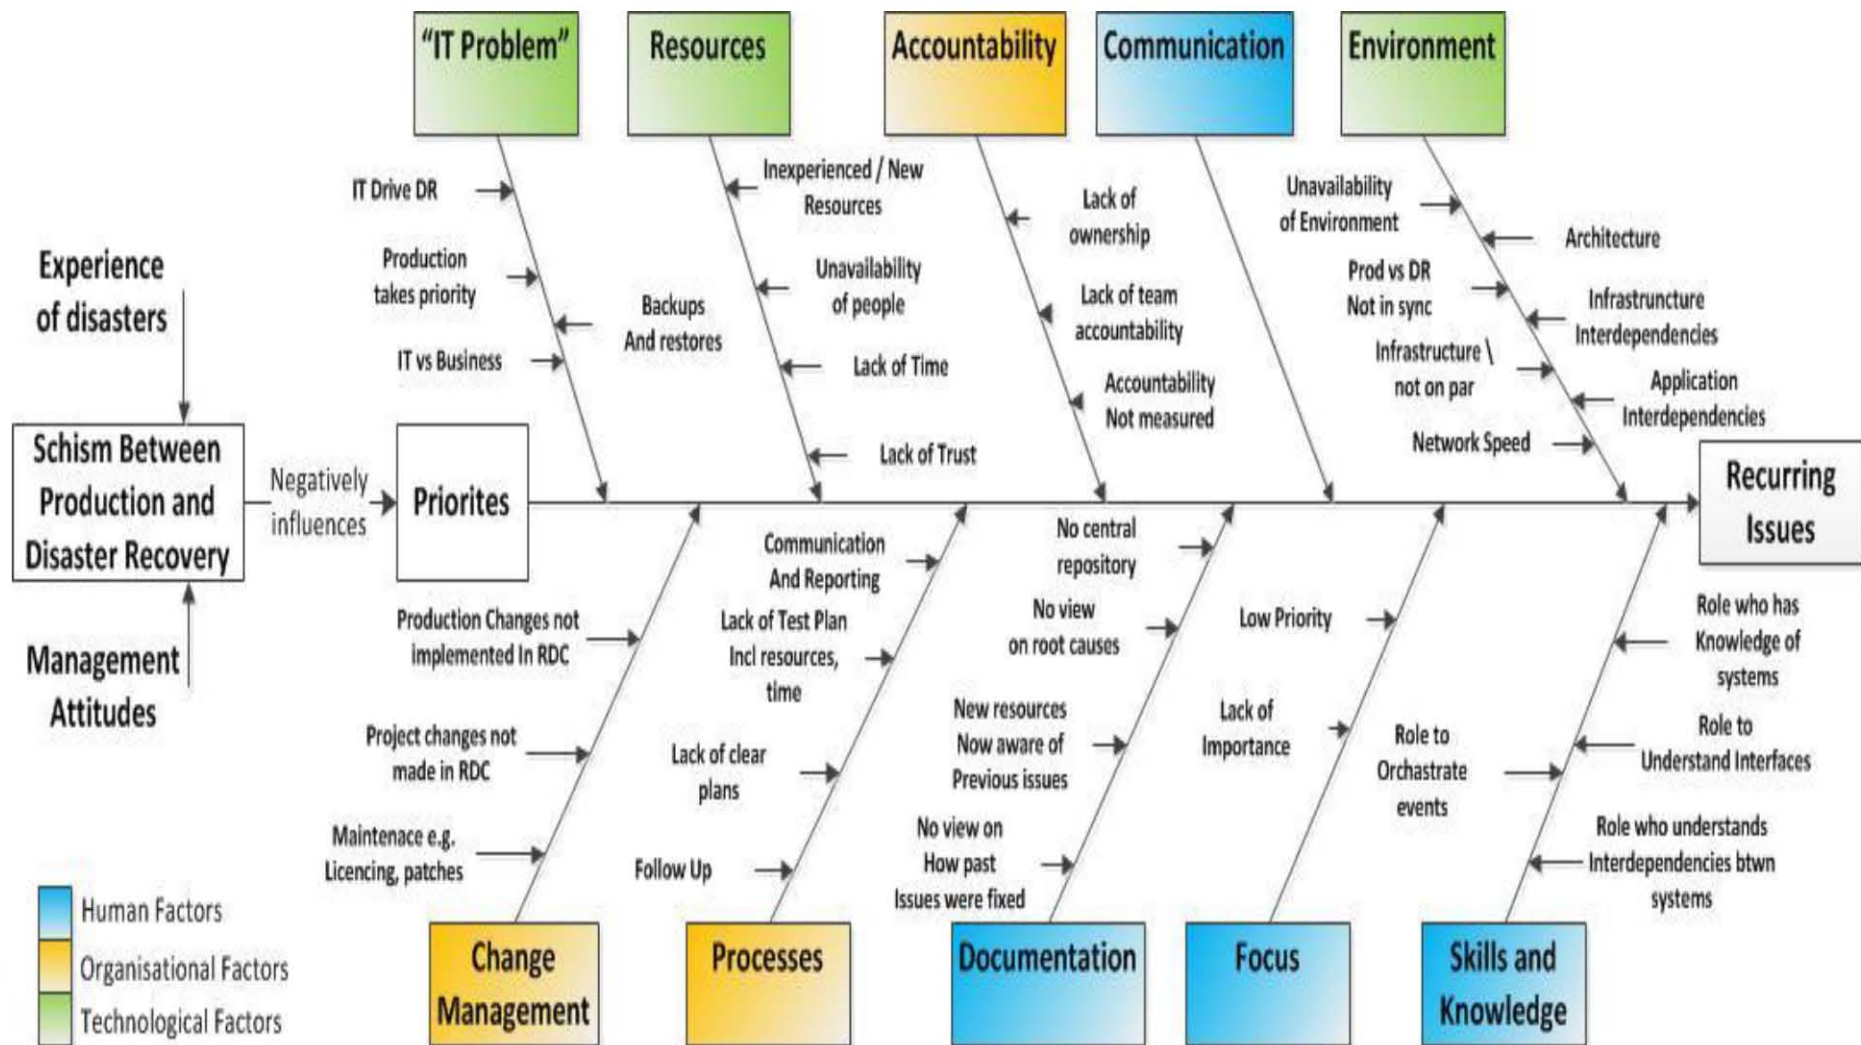 “IT Problem”
Resources
Accountability
Communication
Environment
IT Drive DR
Production
takes priority
IT vs Business
Backups
And restores
Inexperienced / New
Resources
Unavailability
of people
Lack of Time
Lack of Trust
Lack of
ownership
Lack of team
accountability
Accountability
Not measured
Unavailability
of Environment
Prod vs DR
Not in sync
Infrastructure \
not on par
Network Speed
Architecture
Infrastruncture
Interdependencies
Application
Interdependencies
Experience
of disasters
Schism Between
Production and
Disaster Recovery
Negatively
influences
Priorites
Recurring
Issues
Management
Attitudes
Production Changes not
implemented In RDC
Project changes not
made in RDC
Maintenace e.g.
Licencing, patches
Communication
And Reporting
Lack of Test Plan
Incl resources,
time
Lack of clear
plans
Follow Up
No central
repository
No view
on root causes
New resources
Now aware of
Previous issues
No view on
How past
Issues were fixed
Low Priority
Lack of
Importance
Role to
Orchastrate
events
Role who has
Knowledge of
systems
Role to
Understand Interfaces
Role who understands
Interdependencies btwn
systems
Human Factors
Organisational Factors
Technological Factors
Change
Management
Processes
Documentation
Focus
Skills and
Knowledge